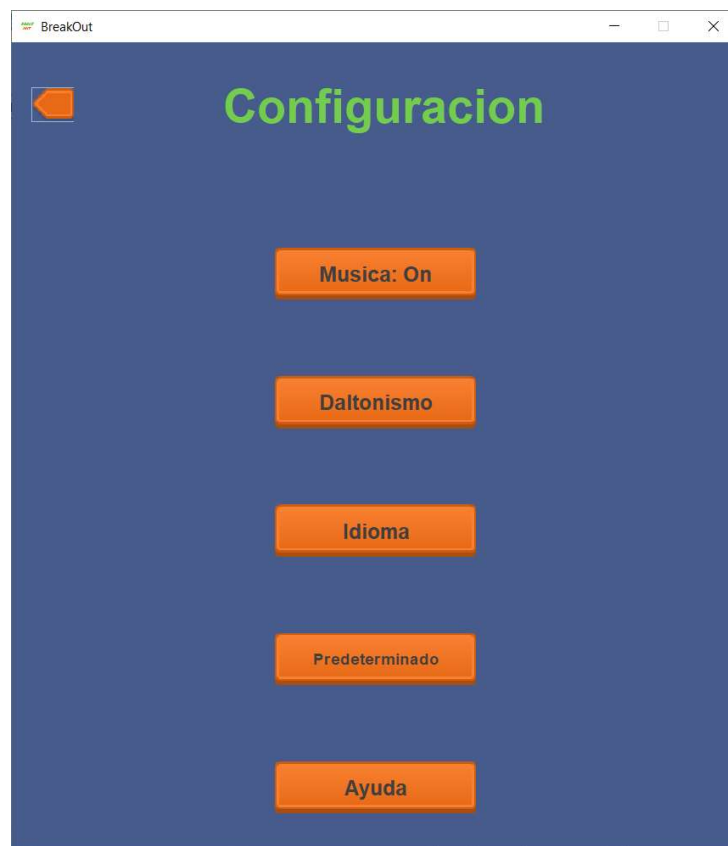 BreakOut
Configuracion
Musica: On
Daltonismo
Idioma
Predeterminado
Ayuda